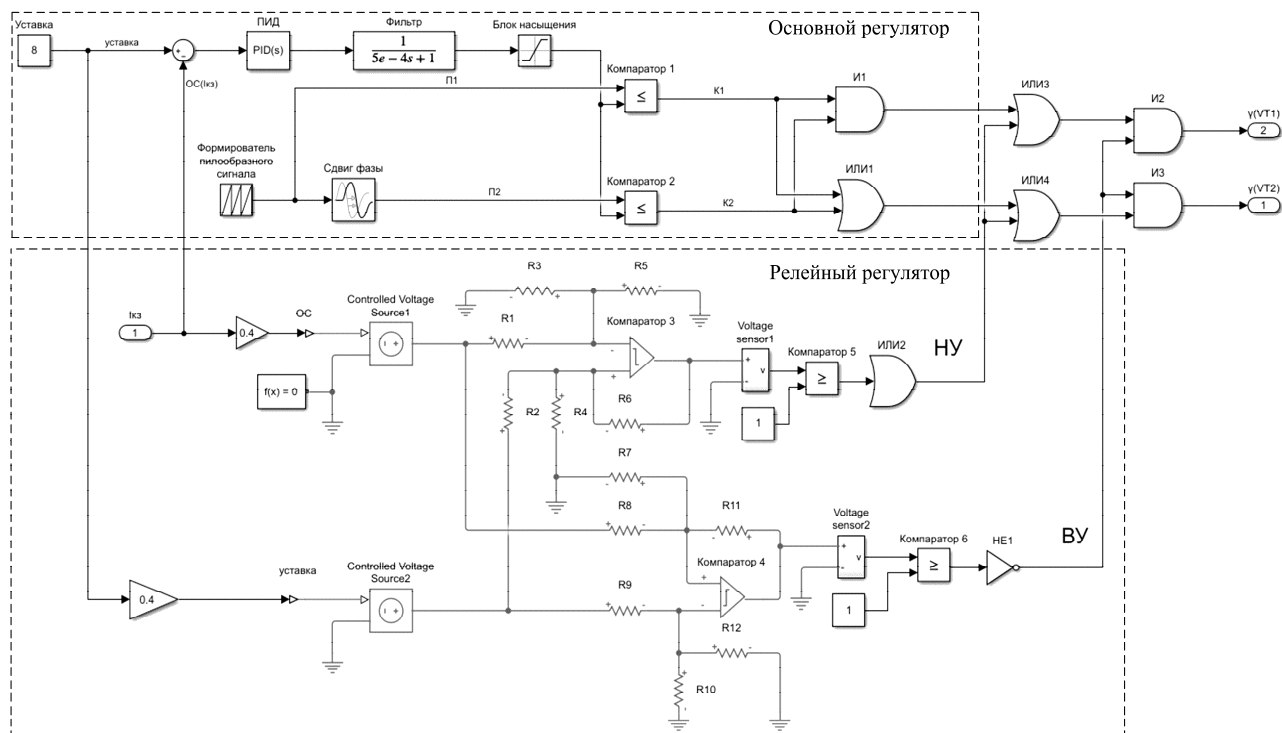 Основной регулятор
Уставка
ПИД
Фильтр
Блок насыщения
8
уставка
+
-
PID(s)
1
5e − 4s + 1
ОС(Iкз)
П1
Компаратор 1
≤
К1
И1
ИЛИ3
И2
γ(VT1)
2
Формирователь
пилообразного
сигнала
Сдвиг фазы
П2
Компаратор 2
≤
К2
ИЛИ1
ИЛИ4
И3
γ(VT2)
1
Релейный регулятор
R3
R5
Iкз
1
0.4
ОС
Controlled Voltage
Source1
R1
Компаратор 3
Voltage
sensor1
v
Компаратор 5
≥
ИЛИ2
НУ
f(x) = 0
R2
R4
R6
1
R7
R8
R11
Voltage
sensor2
v
Компаратор 6
≥
НЕ1
ВУ
Компаратор 4
0.4
уставка
Controlled Voltage
Source2
R9
1
R12
R10